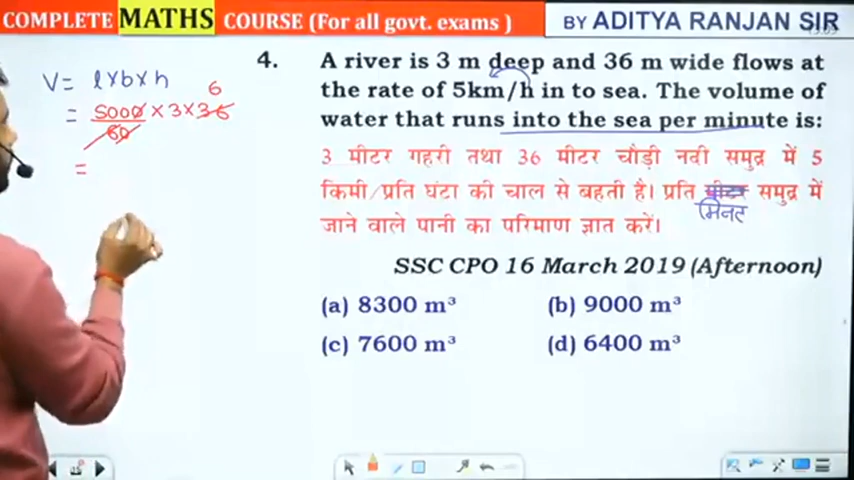 COMPLETE MATHS COURSE (For all govt. exams) BY ADITYA RANJAN SIR
4. A river is 3 m deep and 36 m wide flows at
the rate of 5km/h in to sea. The volume of
water that runs into the sea per minute is:
3 मीटर गहरी तथा 36 मीटर चौड़ी नदी समुद्र में 5
किमी/प्रति घंटा की चाल से बहती है। प्रति मीटर समुद्र में
मिनट
जाने वाले पानी का परिमाण ज्ञात करें।
SSC CPO 16 March 2019 (Afternoon)
(a) 8300 m³ (b) 9000 m³
(c) 7600 m³ (d) 6400 m³
V= l×b×h
6
= 5000 × 3 × 36
60
=